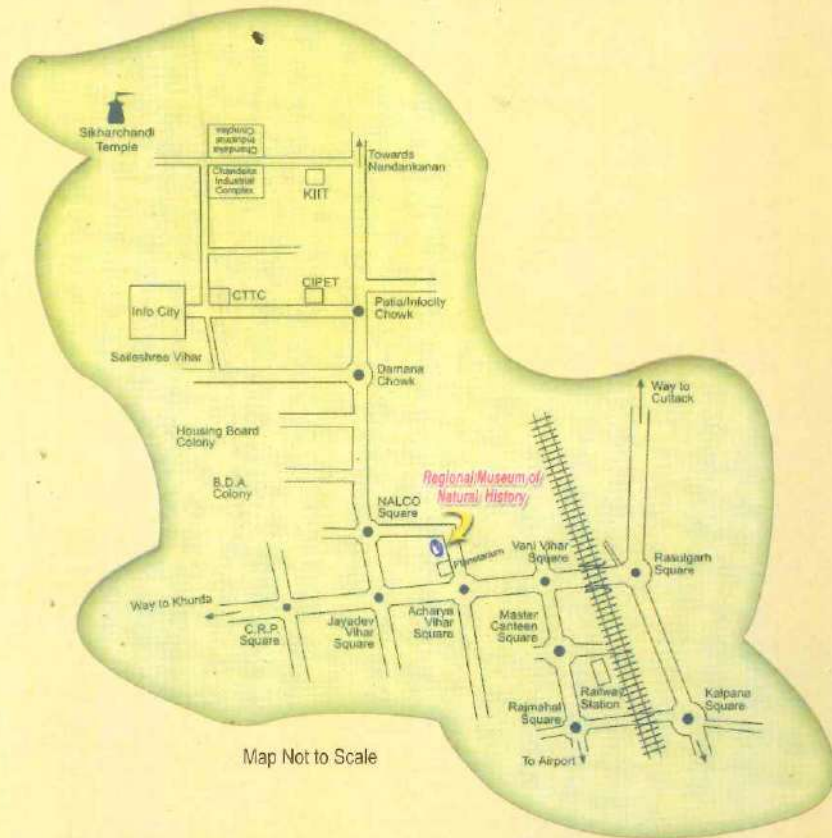 Sikharchandi
Temple
Chandaka
Industrial
Complex
Chandaka
Industrial
Complex
KIIT
Towards
Nandankanan
Info City
CTTC
CIPET
Patia/Infocity
Chowk
Saileshree Vihar
Damana
Chowk
Way to
Cuttack
Housing Board
Colony
B.D.A.
Colony
Regional Museum of
Natural History
NALCO
Square
Planetarium
Vani Vihar
Square
Rasulgarh
Square
Way to Khurda
C.R.P.
Square
Jayadev
Vihar
Square
Acharya
Vihar
Square
Master
Canteen
Square
Railway
Station
Rajmahal
Square
Kalpana
Square
To Airport
Map Not to Scale